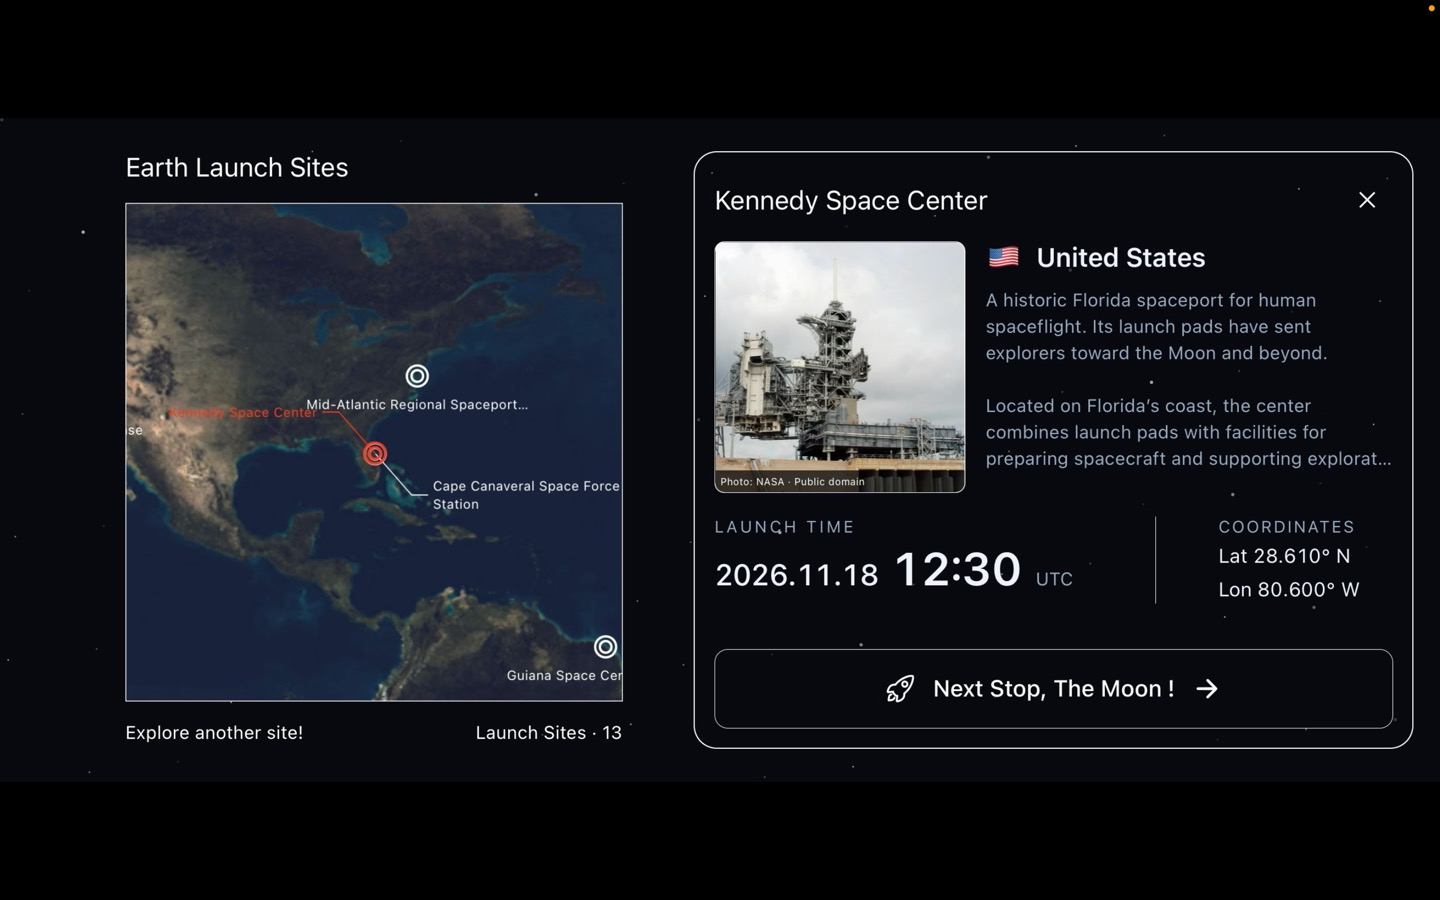 Earth Launch Sites
Mid-Atlantic Regional Spaceport...
Kennedy Space Center
se
Cape Canaveral Space Force
Station
Guiana Space Cer
Explore another site!
Launch Sites · 13
Kennedy Space Center
United States
A historic Florida spaceport for human
spaceflight. Its launch pads have sent
explorers toward the Moon and beyond.
Located on Florida’s coast, the center
combines launch pads with facilities for
preparing spacecraft and supporting explorat...
Photo: NASA · Public domain
LAUNCH TIME
2026.11.18 12:30 UTC
COORDINATES
Lat 28.610° N
Lon 80.600° W
Next Stop, The Moon !